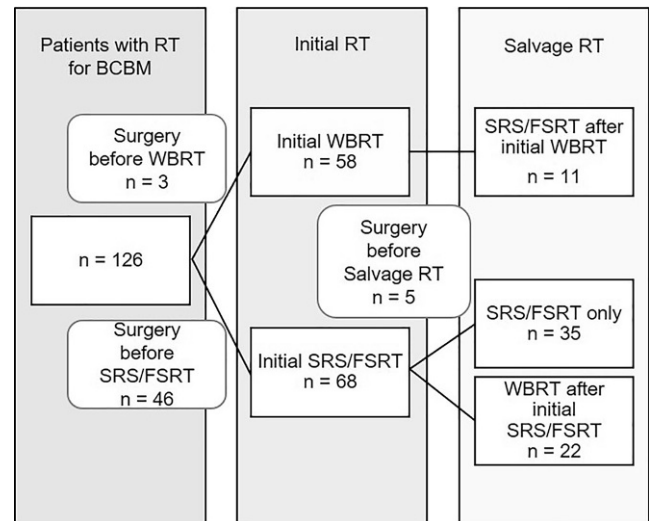 Patients with RT
for BCBM
Surgery
before WBRT
n = 3
n = 126
Surgery
before
SRS/FSRT
n = 46
Initial RT
Initial WBRT
n = 58
Surgery
before
Salvage RT
n = 5
Initial SRS/FSRT
n = 68
Salvage RT
SRS/FSRT after
initial WBRT
n = 11
SRS/FSRT only
n = 35
WBRT after
initial
SRS/FSRT
n = 22